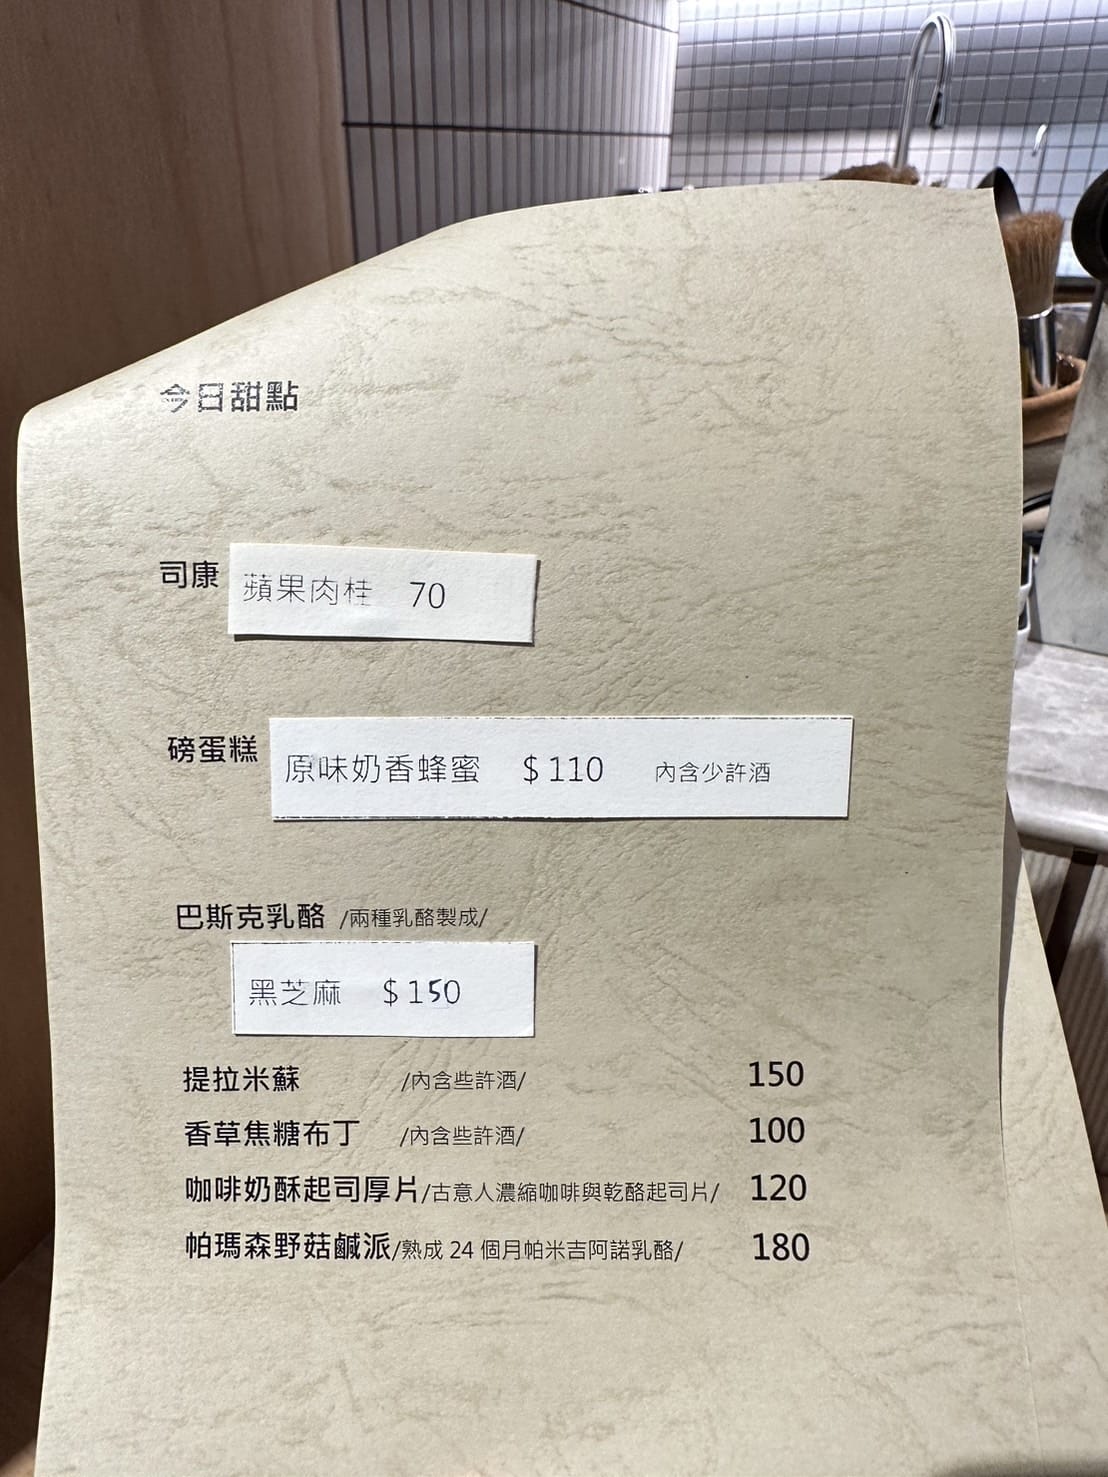 今日甜點
司康 蘋果肉桂 70
磅蛋糕 原味奶香蜂蜜 $110 內含少許酒
巴斯克乳酪 /兩種乳酪製成/
黑芝麻 $150
提拉米蘇 /內含些許酒/ 150
香草焦糖布丁 /內含些許酒/ 100
咖啡奶酥起司厚片/古意人濃縮咖啡與乾酪起司片/ 120
帕瑪森野菇鹹派/熟成 24 個月帕米吉阿諾乳酪/ 180